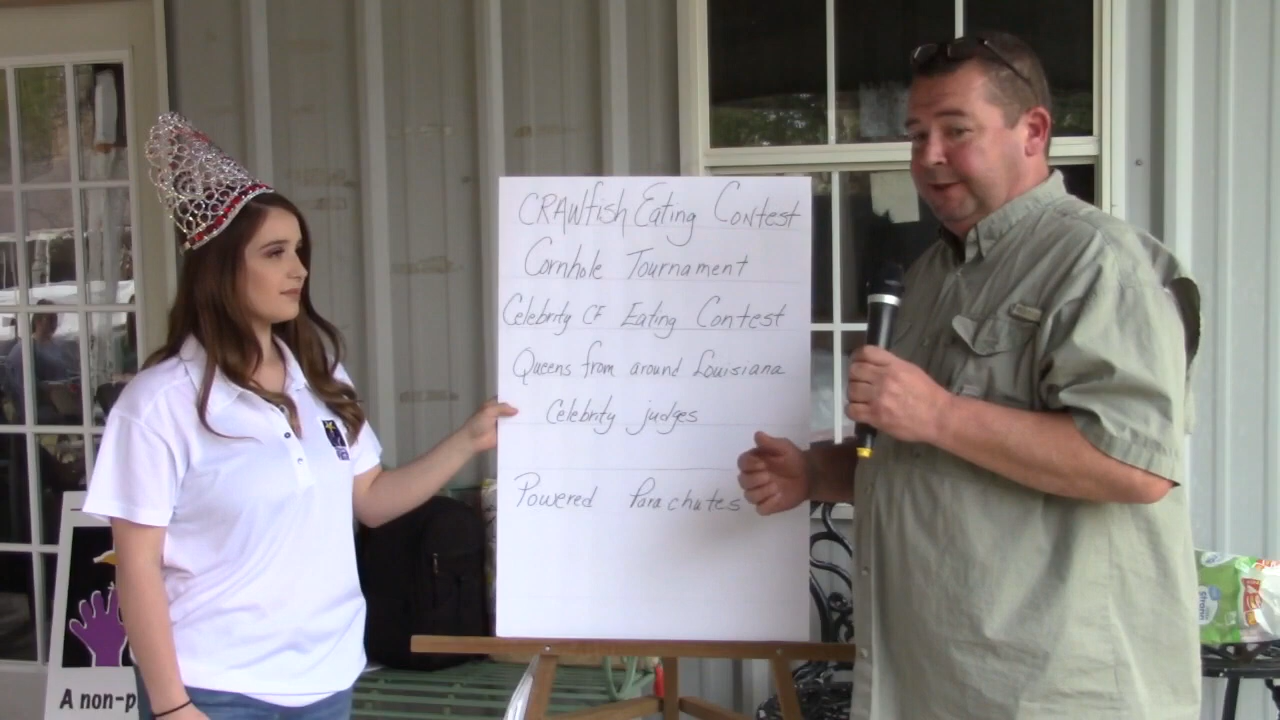 CRAWfish Eating Contest
Cornhole Tournament
Celebrity CF Eating Contest
Queens from around Louisiana
Celebrity judges
Powered Parachutes
A non-p